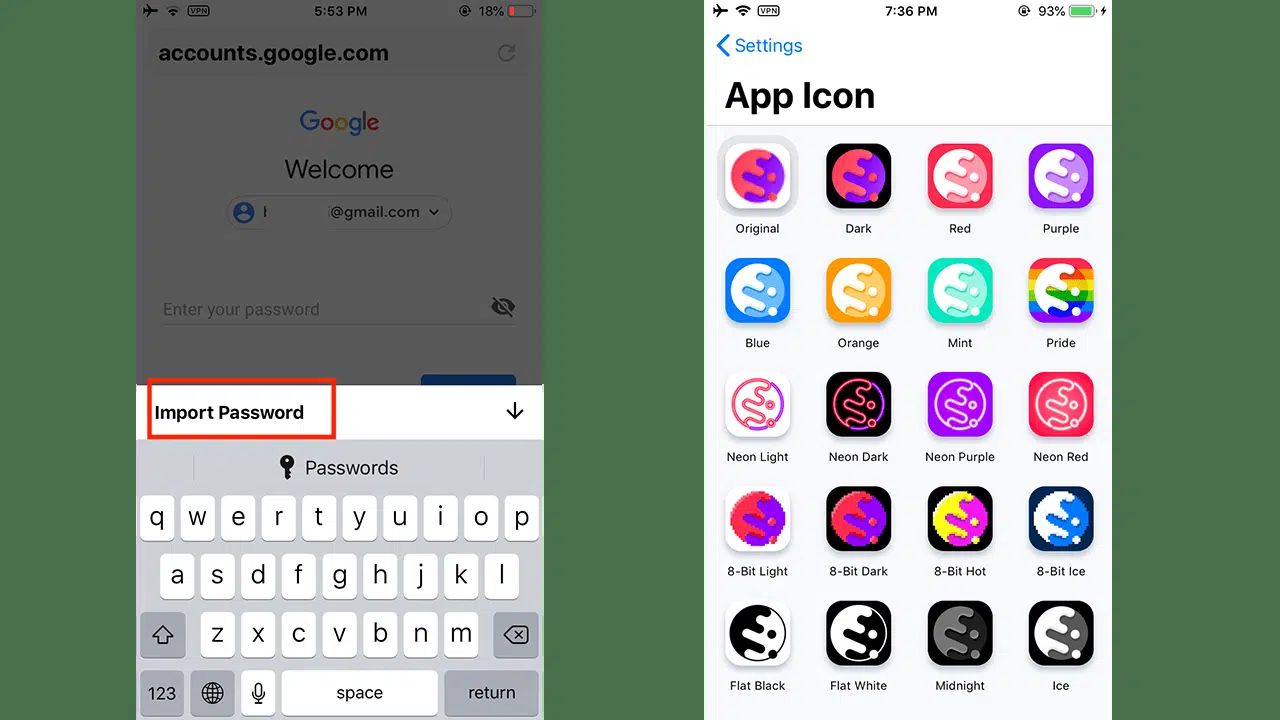 VPN 5:53 PM 18%
accounts.google.com
Google
Welcome
@gmail.com
Enter your password
Import Password
Passwords
q w e r t y u i o p
a s d f g h j k l
z x c v b n m
123 space return
VPN 7:36 PM 93%
Settings
App Icon
Original Dark Red Purple
Blue Orange Mint Pride
Neon Light Neon Dark Neon Purple Neon Red
8-Bit Light 8-Bit Dark 8-Bit Hot 8-Bit Ice
Flat Black Flat White Midnight Ice